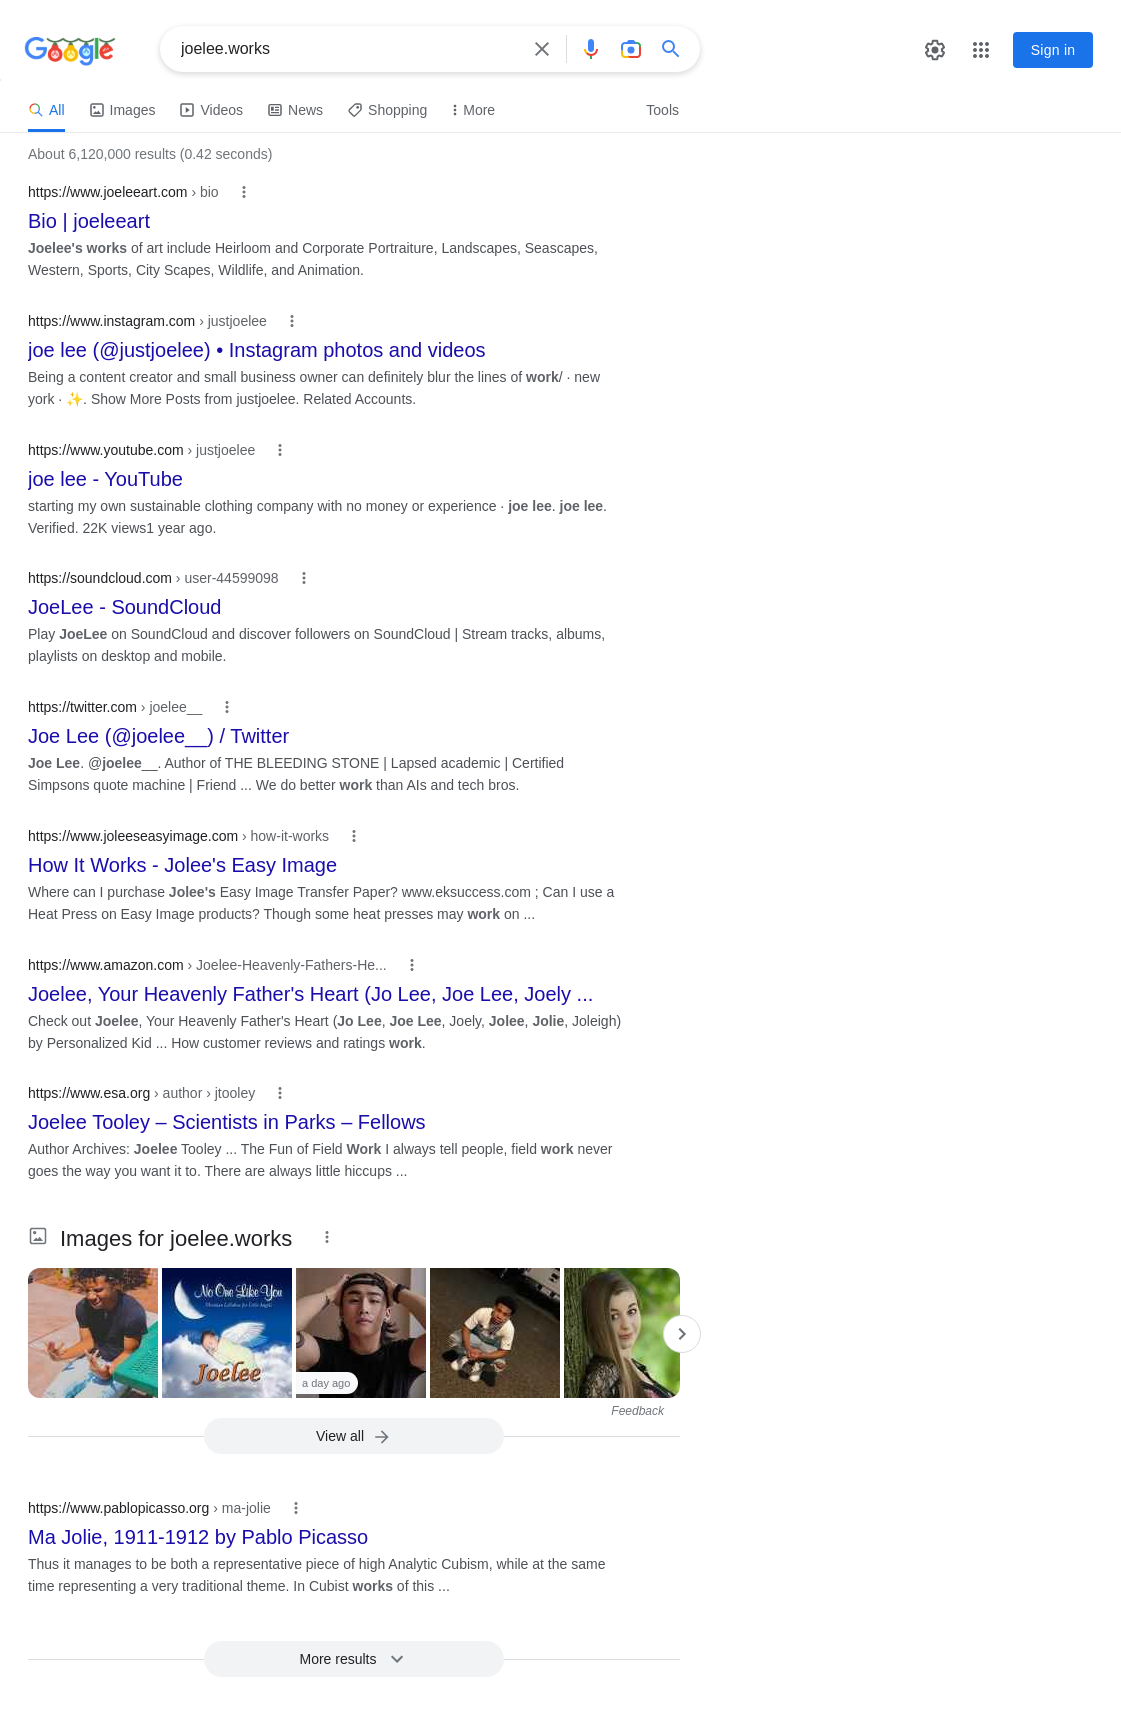 Google
joelee.works
Sign in
All Images Videos News Shopping More Tools
About 6,120,000 results (0.42 seconds)
https://www.joeleeart.com › bio
Bio | joeleeart
Joelee's works of art include Heirloom and Corporate Portraiture, Landscapes, Seascapes,
Western, Sports, City Scapes, Wildlife, and Animation.
https://www.instagram.com › justjoelee
joe lee (@justjoelee) • Instagram photos and videos
Being a content creator and small business owner can definitely blur the lines of work/ · new
york · ✨. Show More Posts from justjoelee. Related Accounts.
https://www.youtube.com › justjoelee
joe lee - YouTube
starting my own sustainable clothing company with no money or experience · joe lee. joe lee.
Verified. 22K views1 year ago.
https://soundcloud.com › user-44599098
JoeLee - SoundCloud
Play JoeLee on SoundCloud and discover followers on SoundCloud | Stream tracks, albums,
playlists on desktop and mobile.
https://twitter.com › joelee__
Joe Lee (@joelee__) / Twitter
Joe Lee. @joelee__. Author of THE BLEEDING STONE | Lapsed academic | Certified
Simpsons quote machine | Friend ... We do better work than AIs and tech bros.
https://www.joleeseasyimage.com › how-it-works
How It Works - Jolee's Easy Image
Where can I purchase Jolee's Easy Image Transfer Paper? www.eksuccess.com ; Can I use a
Heat Press on Easy Image products? Though some heat presses may work on ...
https://www.amazon.com › Joelee-Heavenly-Fathers-He...
Joelee, Your Heavenly Father's Heart (Jo Lee, Joe Lee, Joely ...
Check out Joelee, Your Heavenly Father's Heart (Jo Lee, Joe Lee, Joely, Jolee, Jolie, Joleigh)
by Personalized Kid ... How customer reviews and ratings work.
https://www.esa.org › author › jtooley
Joelee Tooley – Scientists in Parks – Fellows
Author Archives: Joelee Tooley ... The Fun of Field Work I always tell people, field work never
goes the way you want it to. There are always little hiccups ...
Images for joelee.works
No One Like You
Christian Lullabies for Little Angels
Joelee
a day ago
Feedback
View all
https://www.pablopicasso.org › ma-jolie
Ma Jolie, 1911-1912 by Pablo Picasso
Thus it manages to be both a representative piece of high Analytic Cubism, while at the same
time representing a very traditional theme. In Cubist works of this ...
More results